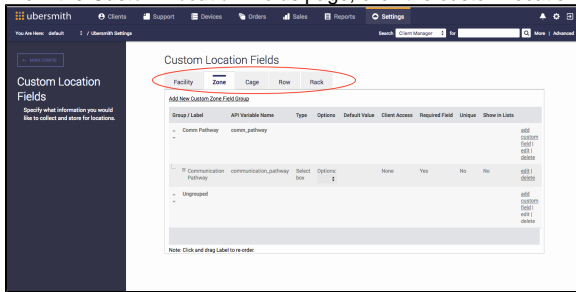 ubersmith Clients Support Devices Orders Sales Reports Settings
You Are Here: default / Ubersmith Settings Search Client Manager for More | Advanced
Custom Location Fields
Custom Location
Fields
Specify what information you would
like to collect and store for locations.
Facility Zone Cage Row Rack
Add New Custom Zone Field Group
Group / Label API Variable Name Type Options Default Value Client Access Required Field Unique Show in Lists
Comm Pathway comm_pathway add
custom
field |
edit |
delete
Communication communication_pathway Select Options None Yes No No edit |
Pathway box delete
Ungrouped add
custom
field |
edit |
delete
Note: Click and drag Label to re-order.